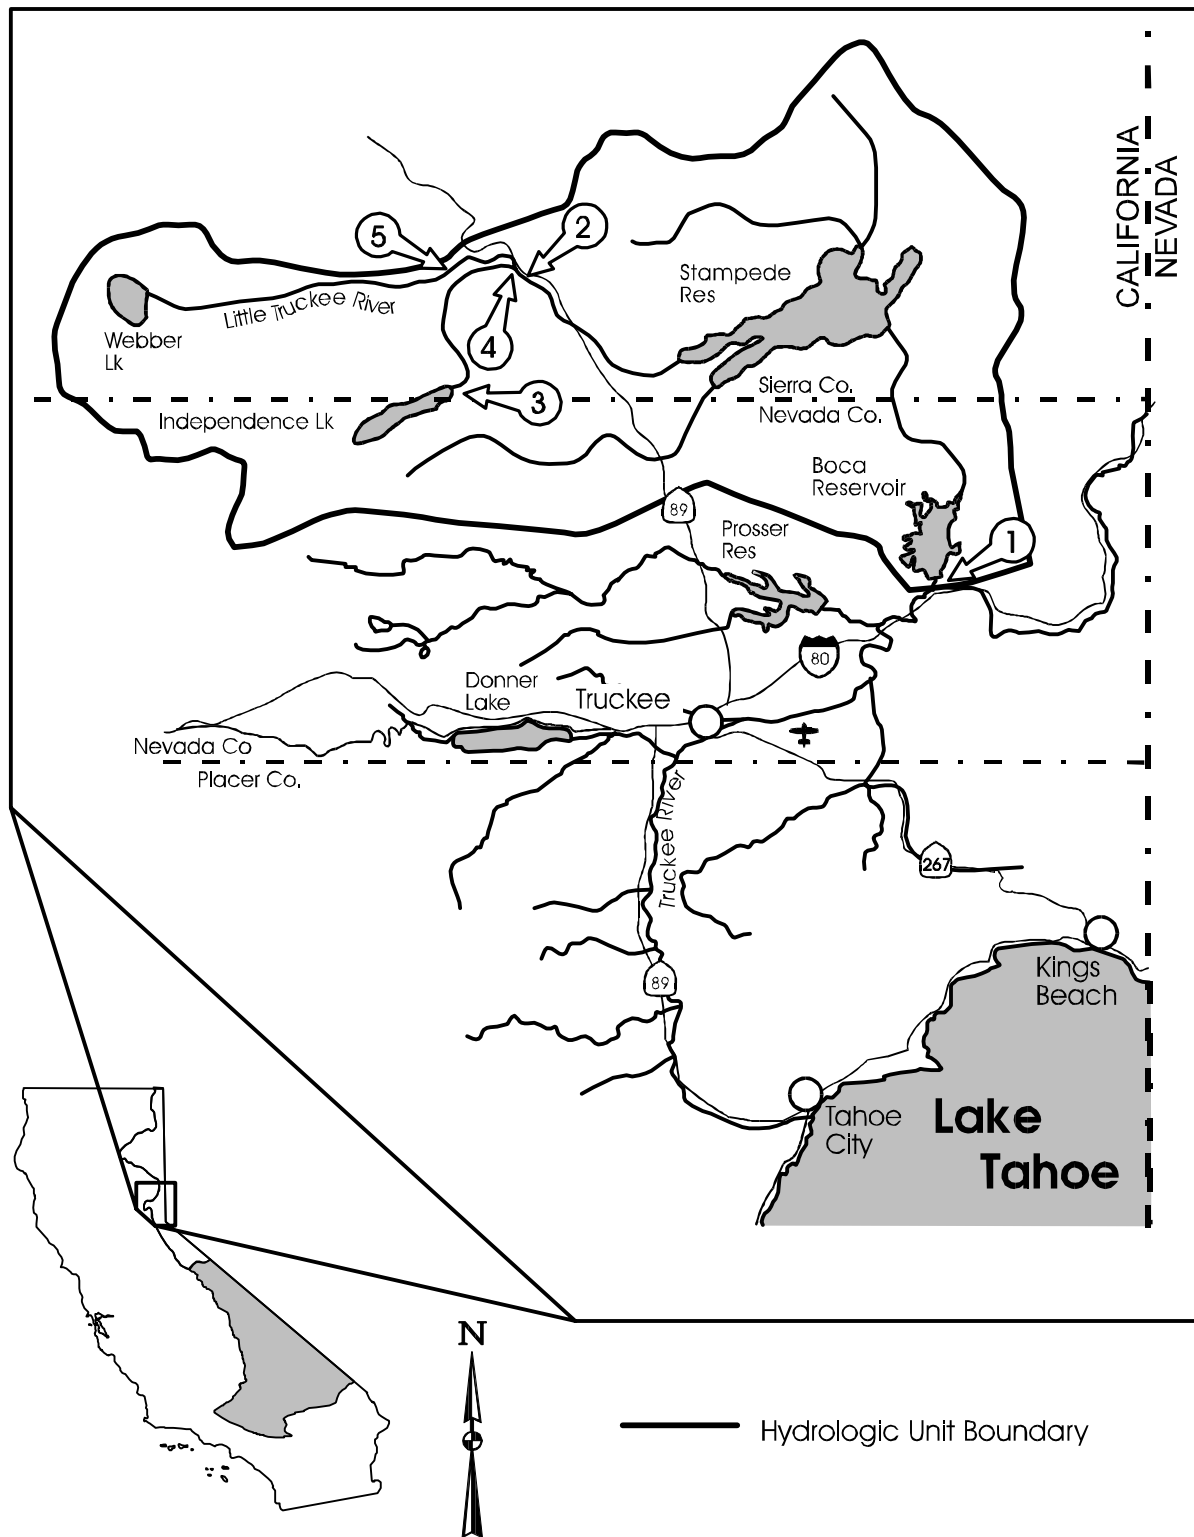 CALIFORNIA
NEVADA
5
2
Stampede
Res
Little Truckee River
Webber
Lk
4
3
Sierra Co.
Nevada Co.
Independence Lk
Boca
Reservoir
89
Prosser
Res
1
80
Donner
Lake
Truckee
Nevada Co
Placer Co.
Truckee River
267
89
Kings
Beach
Tahoe
City
Lake
Tahoe
N
Hydrologic Unit Boundary